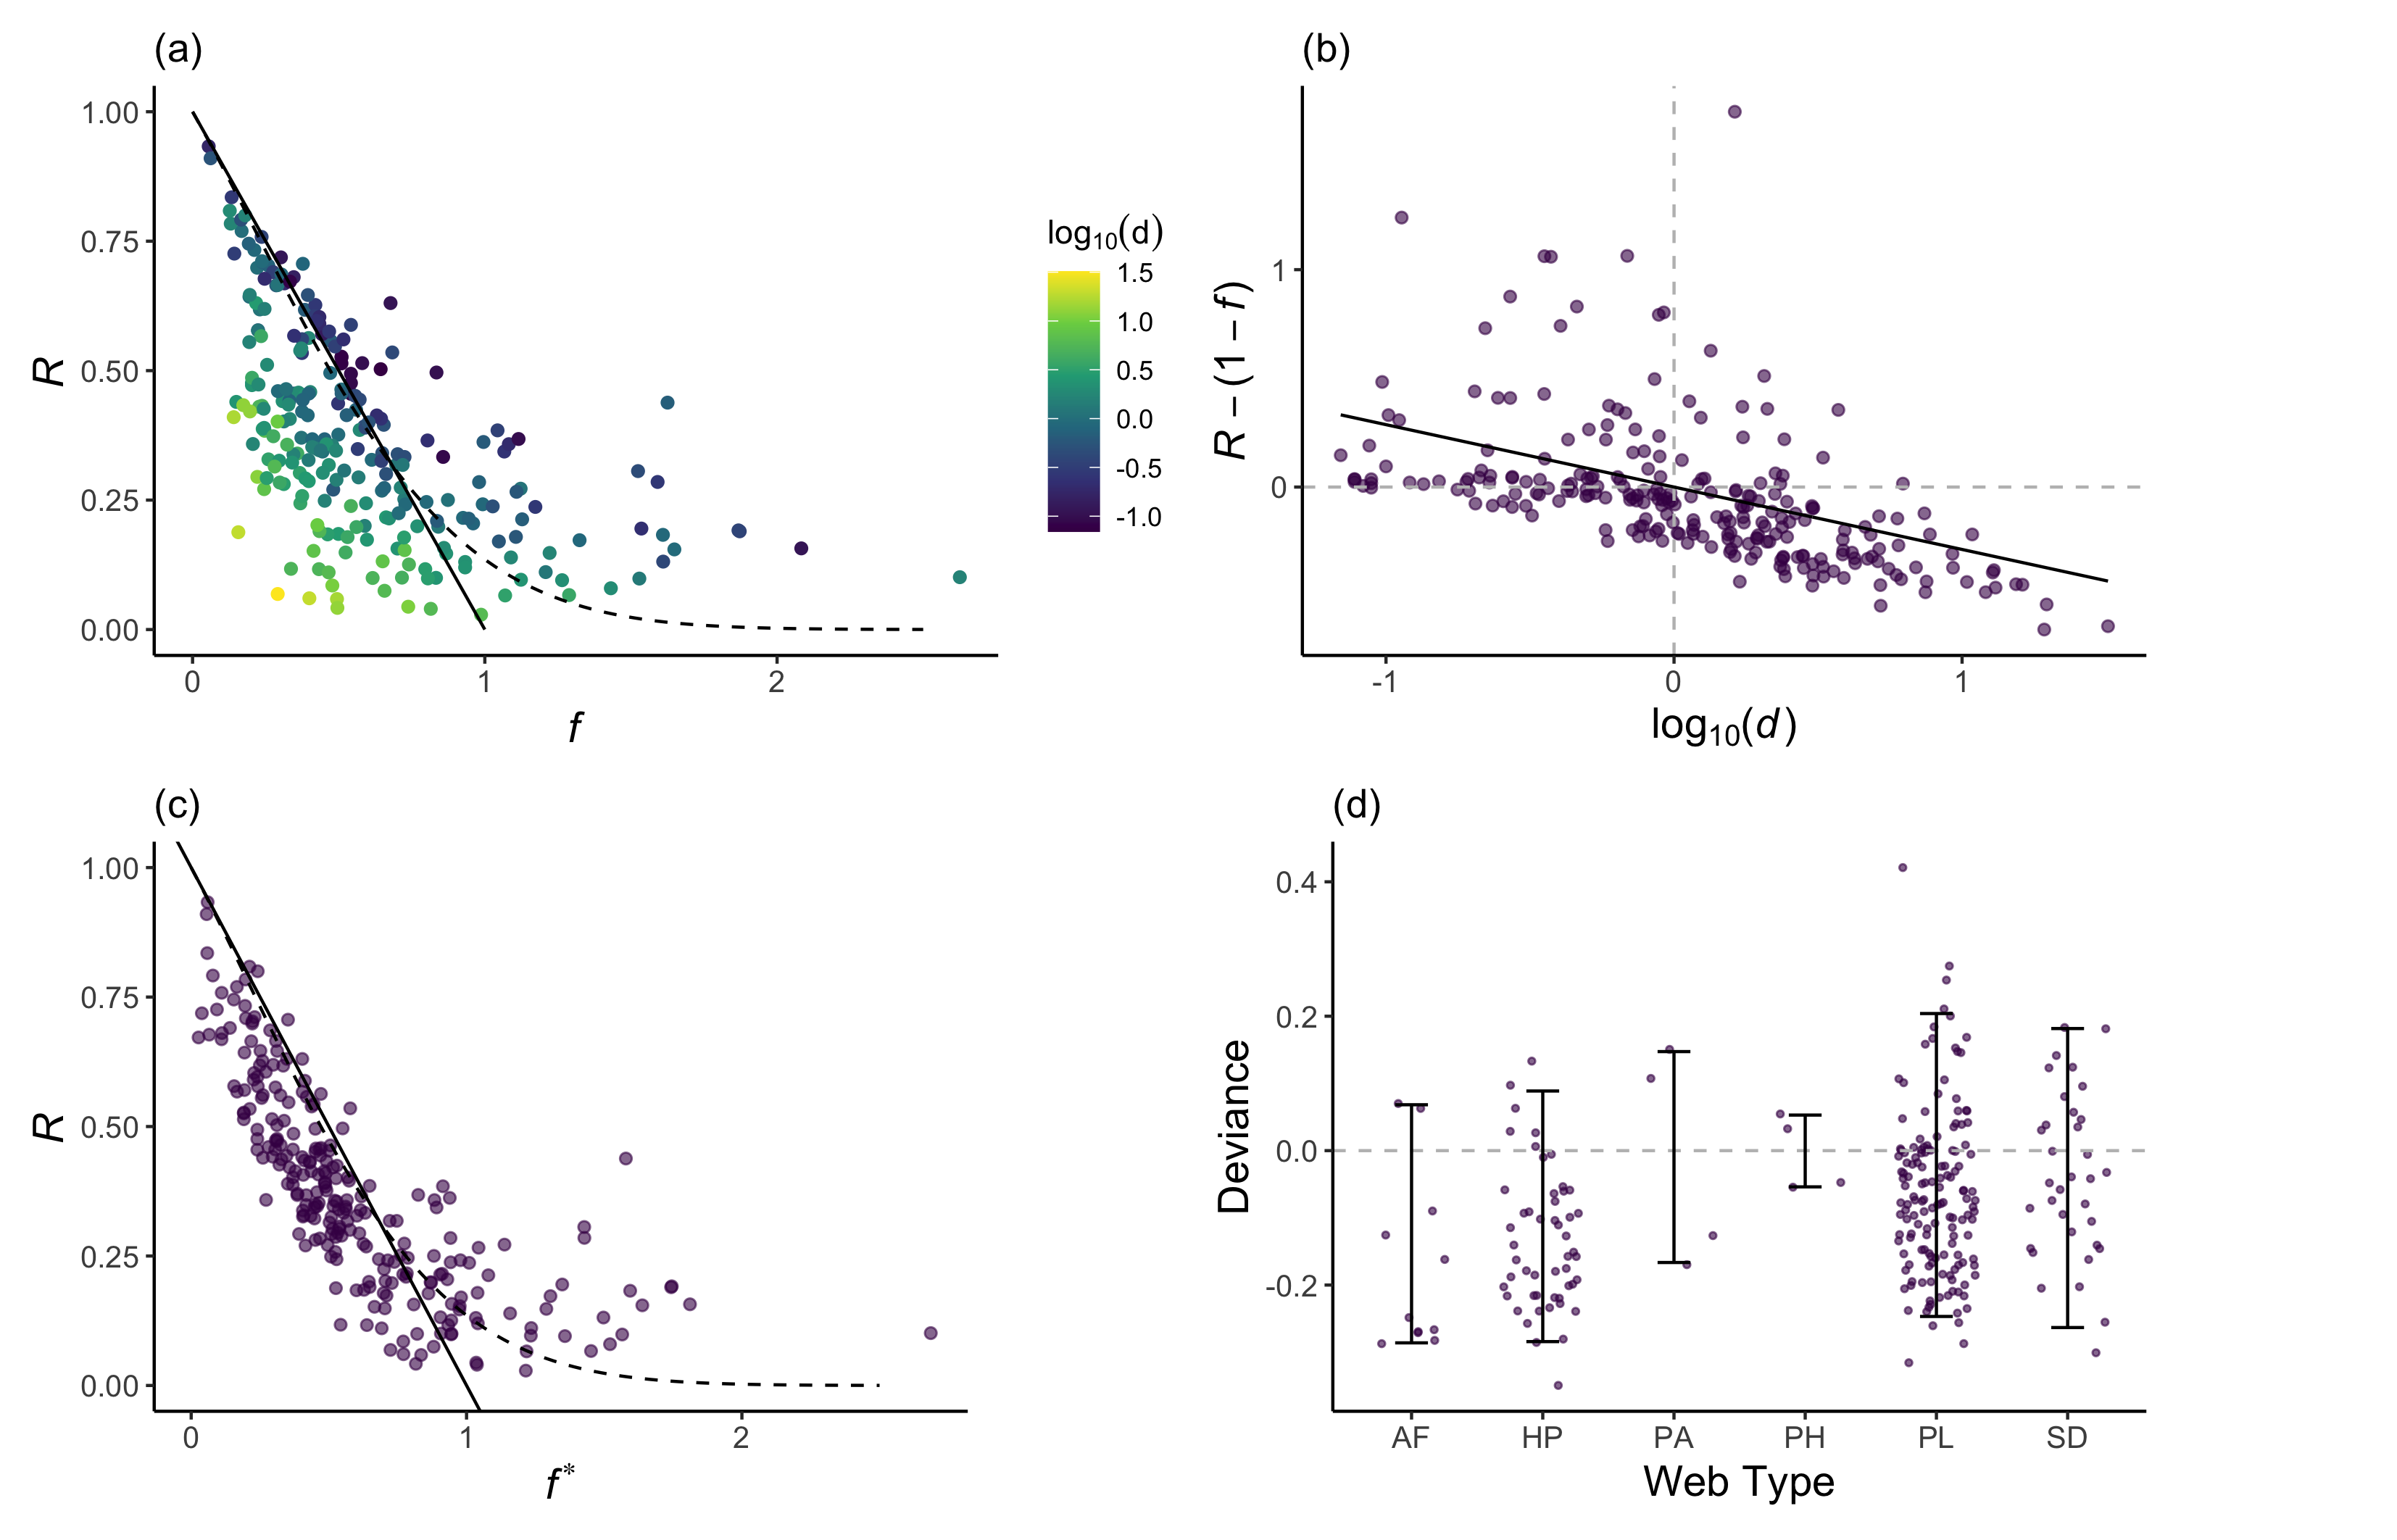 (a)
1.00
0.75
0.50
0.25
0.00
R
0 1 2
f
log10(d)
1.5
1.0
0.5
0.0
-0.5
-1.0
(b)
1
0
R − (1 − f)
-1 0 1
log10(d)
(c)
1.00
0.75
0.50
0.25
0.00
R
0 1 2
f*
(d)
0.4
0.2
0.0
-0.2
Deviance
AF HP PA PH PL SD
Web Type